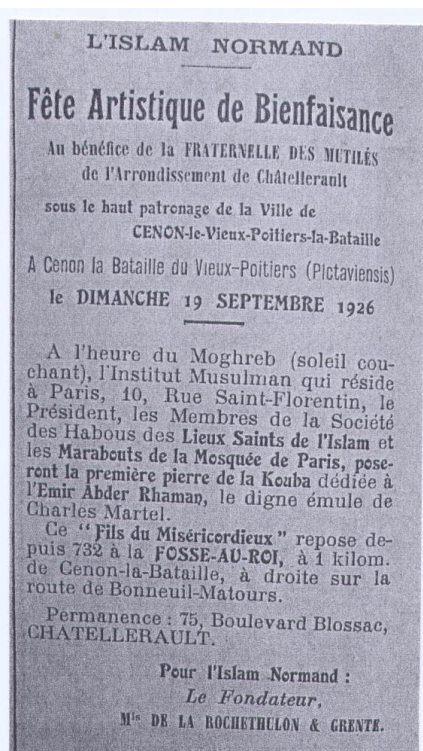 L'ISLAM NORMAND
Fête Artistique de Bienfaisance
Au bénéfice de la FRATERNELLE DES MUTILÉS
de l'Arrondissement de Châtellerault
sous le haut patronage de la Ville de
CENON-le-Vieux-Poitiers-la-Bataille
A Cenon la Bataille du Vieux-Poitiers (Pictaviensis)
le DIMANCHE 19 SEPTEMBRE 1926
A l'heure du Moghreb (soleil cou-
chant), l'Institut Musulman qui réside
à Paris, 10, Rue Saint-Florentin, le
Président, les Membres de la Société
des Habous des Lieux Saints de l'Islam et
les Marabouts de la Mosquée de Paris, pose-
ront la première pierre de la Kouba dédiée à
l'Emir Abder Rhaman, le digne émule de
Charles Martel.
Ce "Fils du Miséricordieux" repose de-
puis 732 à la FOSSE-AU-ROI, à 1 kilom.
de Cenon-la-Bataille, à droite sur la
route de Bonneuil-Matours.
Permanence : 75, Boulevard Blossac,
CHATELLERAULT.
Pour l'Islam Normand :
Le Fondateur,
Mis DE LA ROCHETHULON & GRENTE.